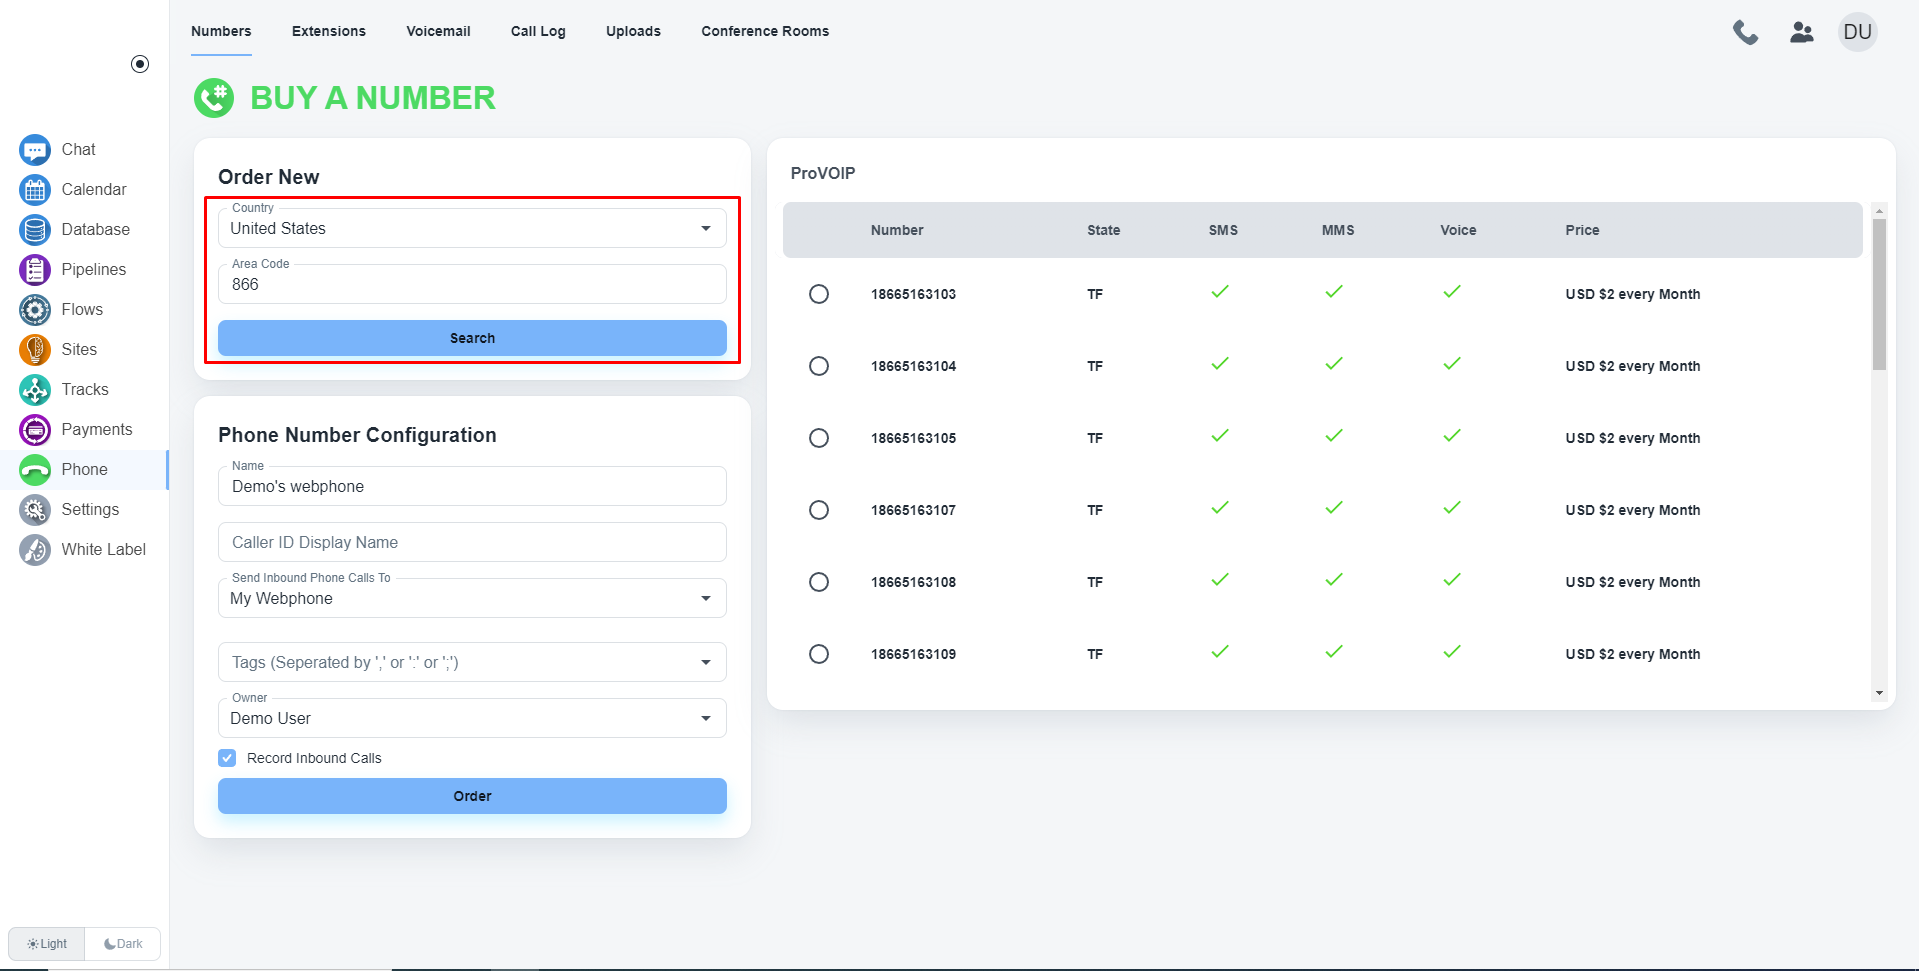 Numbers Extensions Voicemail Call Log Uploads Conference Rooms
DU
BUY A NUMBER
Chat
Calendar
Database
Pipelines
Flows
Sites
Tracks
Payments
Phone
Settings
White Label
Light Dark
Order New
Country
United States
Area Code
866
Search
Phone Number Configuration
Name
Demo's webphone
Caller ID Display Name
Send Inbound Phone Calls To
My Webphone
Tags (Seperated by ',' or ':' or ';')
Owner
Demo User
Record Inbound Calls
Order
ProVOIP
Number State SMS MMS Voice Price
18665163103 TF USD $2 every Month
18665163104 TF USD $2 every Month
18665163105 TF USD $2 every Month
18665163107 TF USD $2 every Month
18665163108 TF USD $2 every Month
18665163109 TF USD $2 every Month